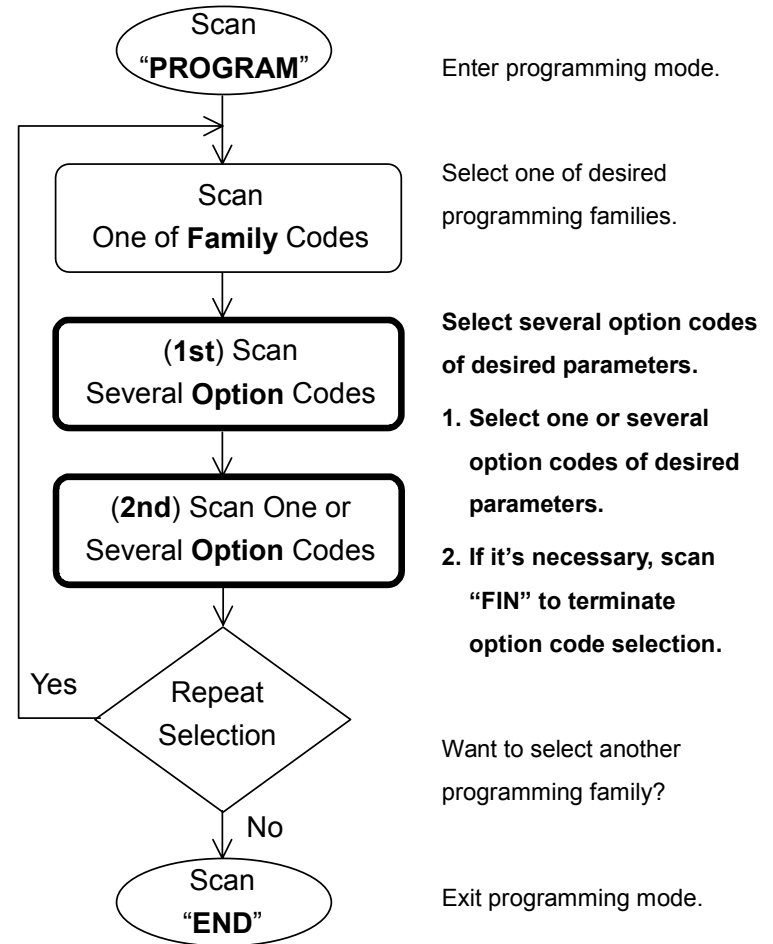 Scan
“PROGRAM”
Enter programming mode.
Scan
One of Family Codes
Select one of desired
programming families.
(1st) Scan
Several Option Codes
Select several option codes
of desired parameters.
1. Select one or several
option codes of desired
parameters.
(2nd) Scan One or
Several Option Codes
2. If it’s necessary, scan
“FIN” to terminate
option code selection.
Yes
Repeat
Selection
Want to select another
programming family?
No
Scan
“END”
Exit programming mode.